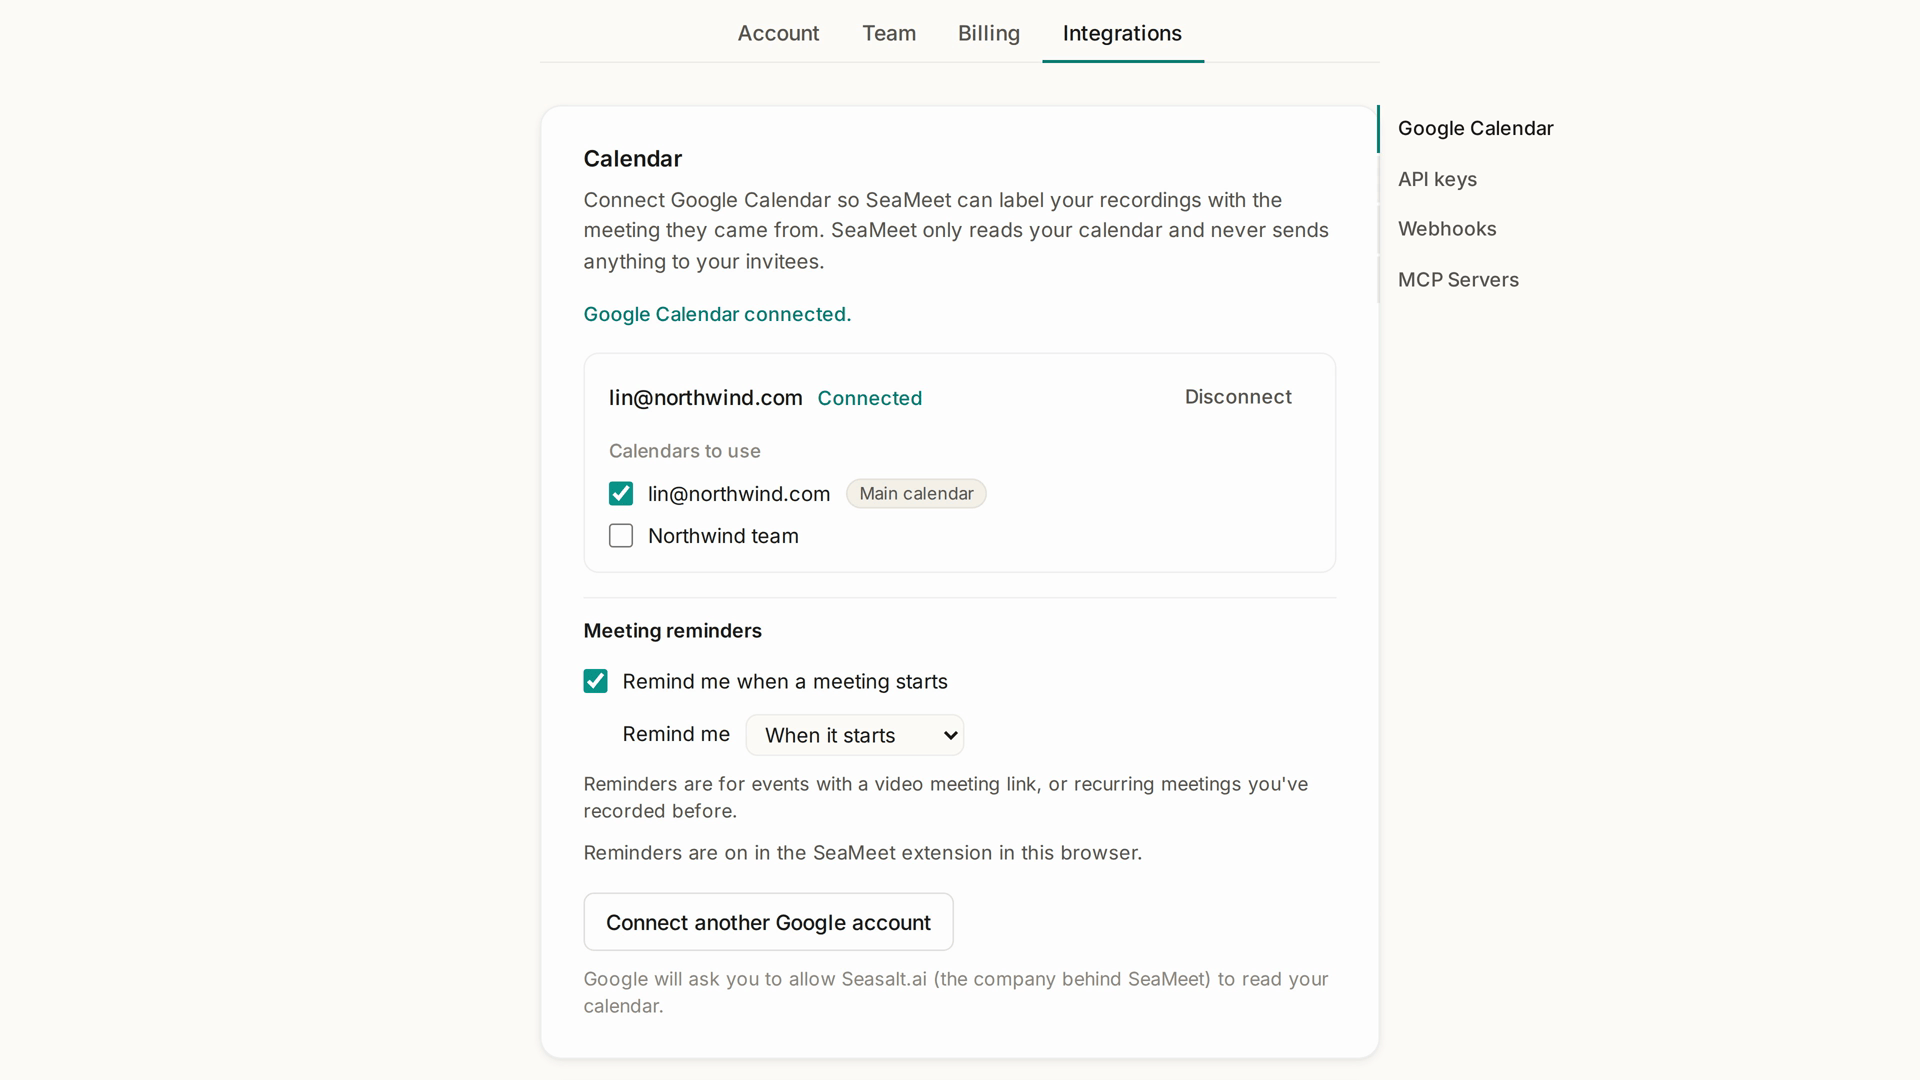 Account
Team
Billing
Integrations
Calendar
Connect Google Calendar so SeaMeet can label your recordings with the
meeting they came from. SeaMeet only reads your calendar and never sends
anything to your invitees.
Google Calendar connected.
lin@northwind.com Connected
Disconnect
Calendars to use
lin@northwind.com Main calendar
Northwind team
Meeting reminders
Remind me when a meeting starts
Remind me When it starts
Reminders are for events with a video meeting link, or recurring meetings you've
recorded before.
Reminders are on in the SeaMeet extension in this browser.
Connect another Google account
Google will ask you to allow Seasalt.ai (the company behind SeaMeet) to read your
calendar.
Google Calendar
API keys
Webhooks
MCP Servers